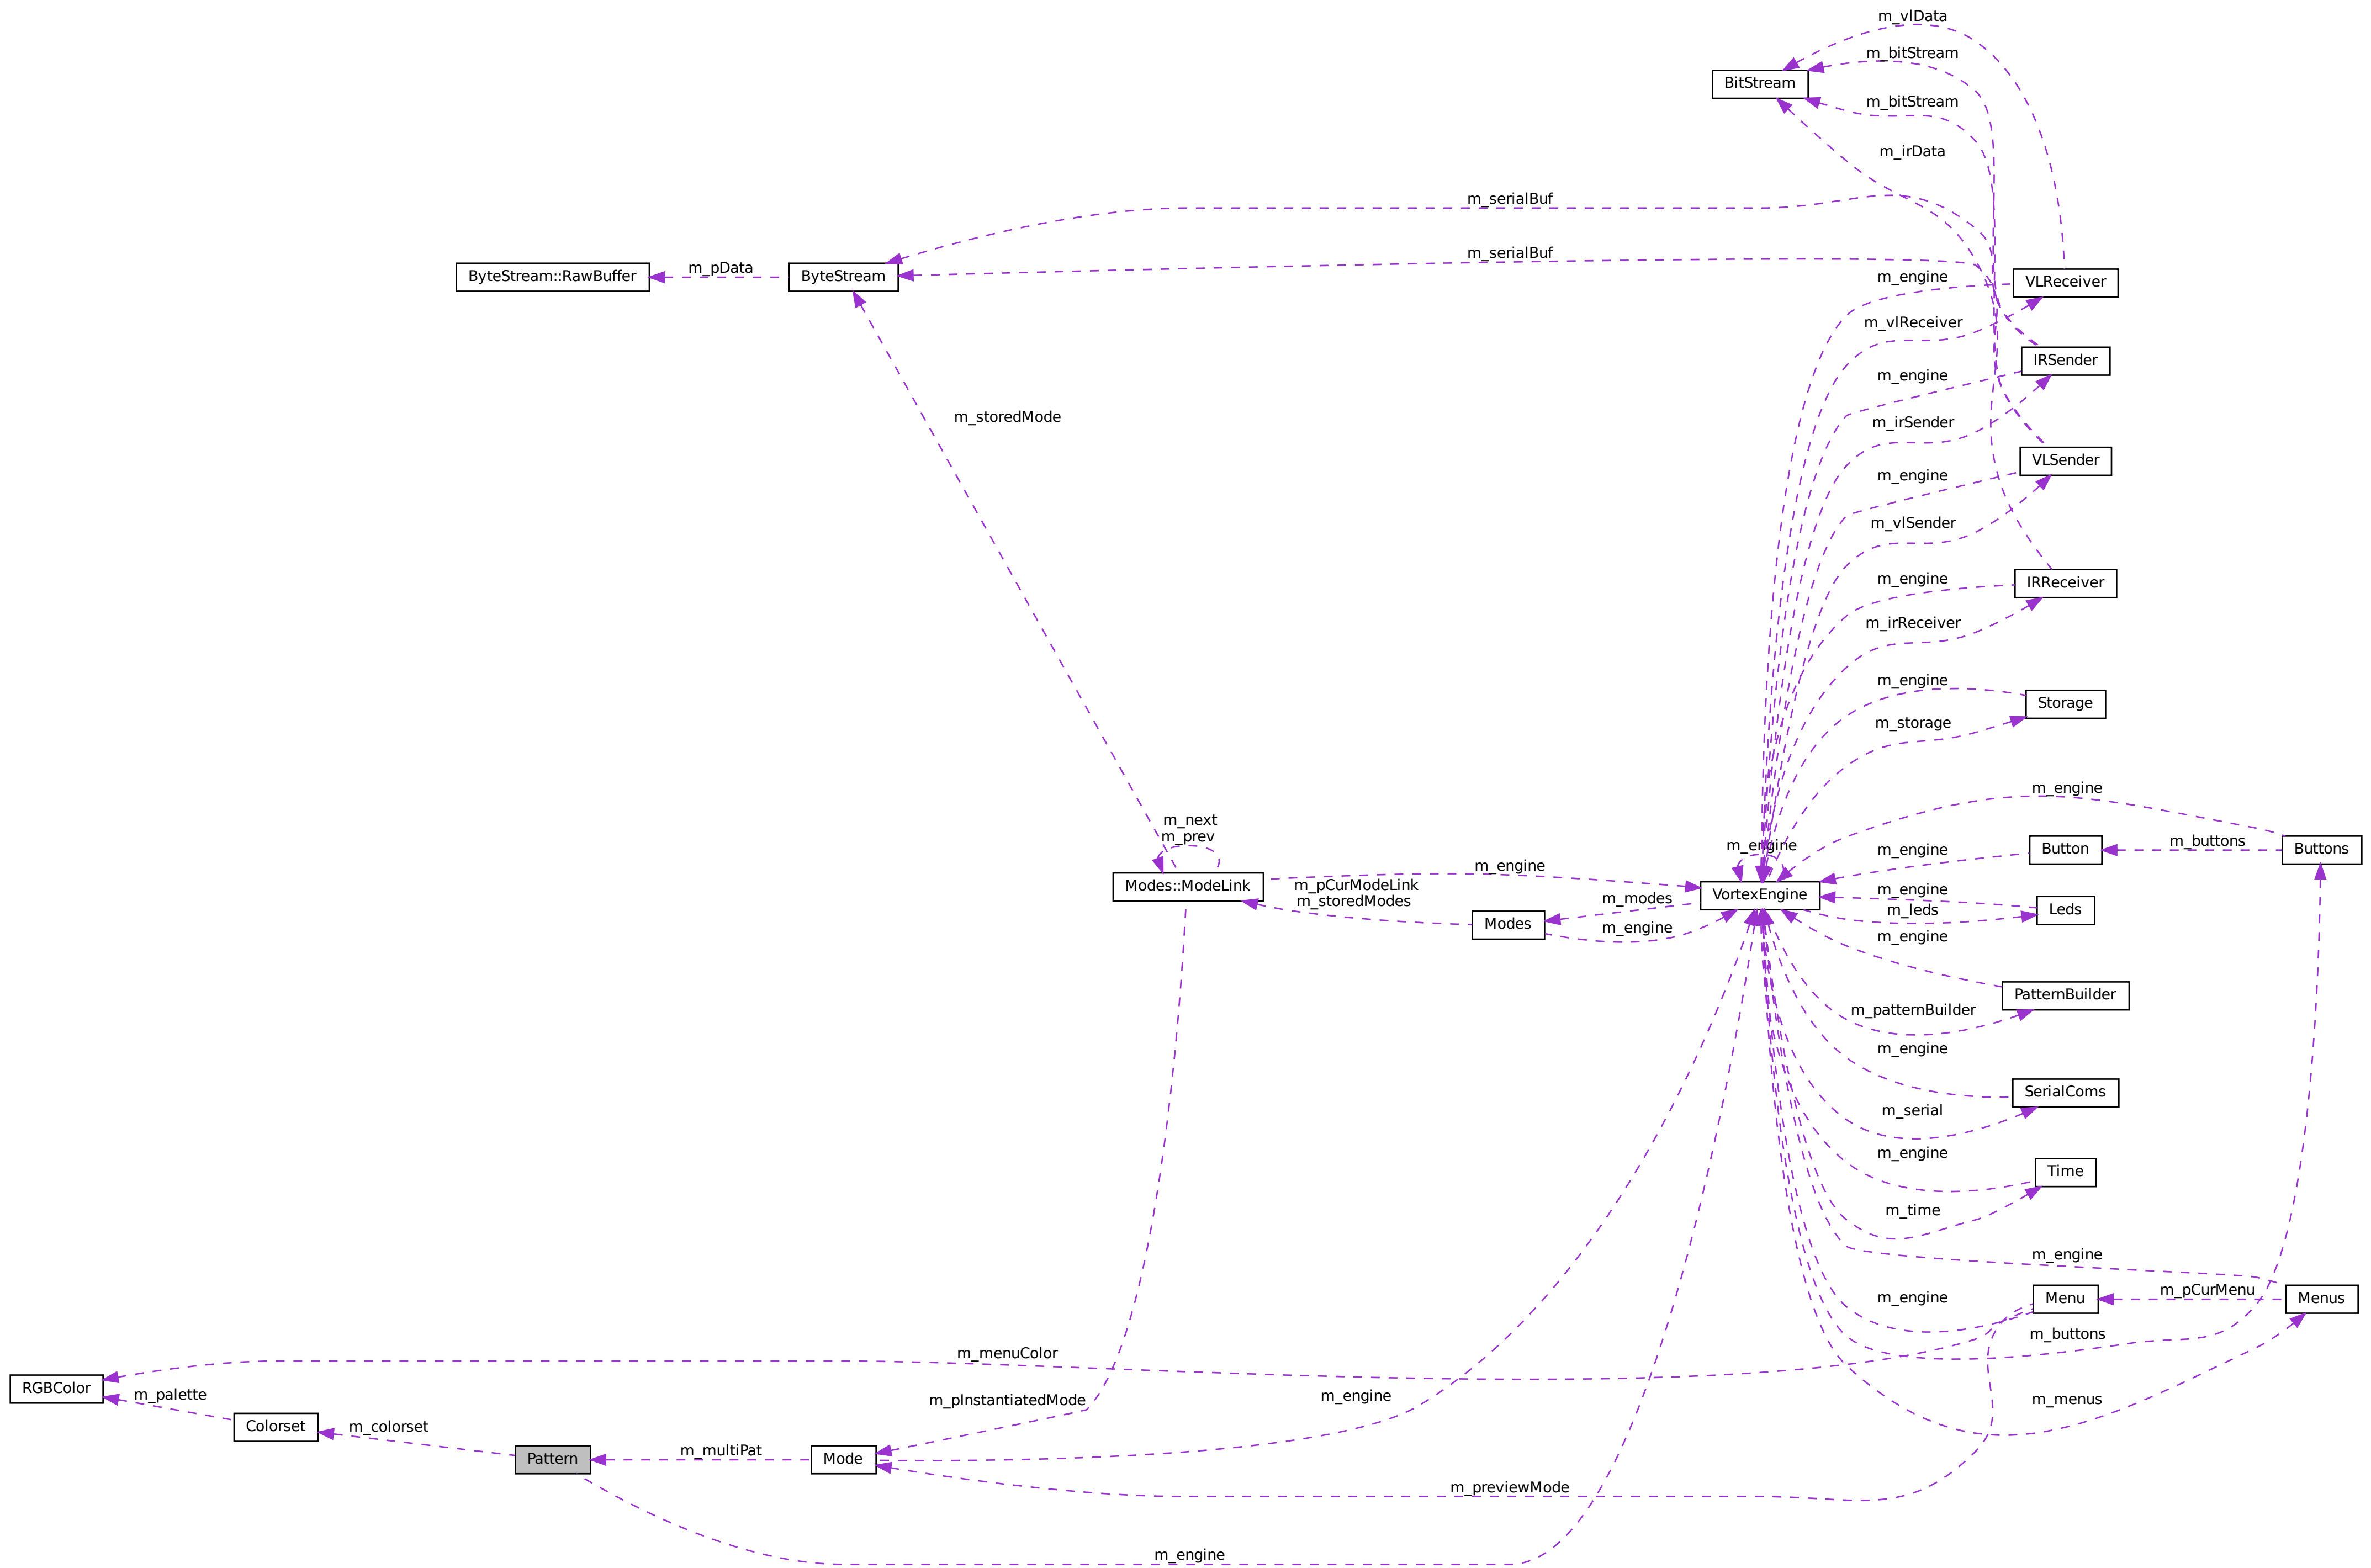 m_vlData
m_bitStream
BitStream
m_bitStream
m_irData
m_serialBuf
m_serialBuf
m_pData
ByteStream::RawBuffer
ByteStream
m_engine
VLReceiver
m_vlReceiver
IRSender
m_engine
m_storedMode
m_irSender
VLSender
m_engine
m_vlSender
m_engine
IRReceiver
m_irReceiver
m_engine
Storage
m_storage
m_engine
m_next
m_prev
m_engine
m_buttons
m_engine
Button
Buttons
m_engine
Modes::ModeLink
m_pCurModeLink
m_storedModes
m_modes
VortexEngine
m_engine
m_leds
Leds
Modes
m_engine
m_engine
PatternBuilder
m_patternBuilder
m_engine
SerialComs
m_serial
m_engine
Time
m_time
m_engine
m_pCurMenu
m_engine
Menu
Menus
m_buttons
m_menuColor
RGBColor
m_palette
m_pInstantiatedMode
m_engine
m_menus
Colorset
m_colorset
m_multiPat
Pattern
Mode
m_previewMode
m_engine